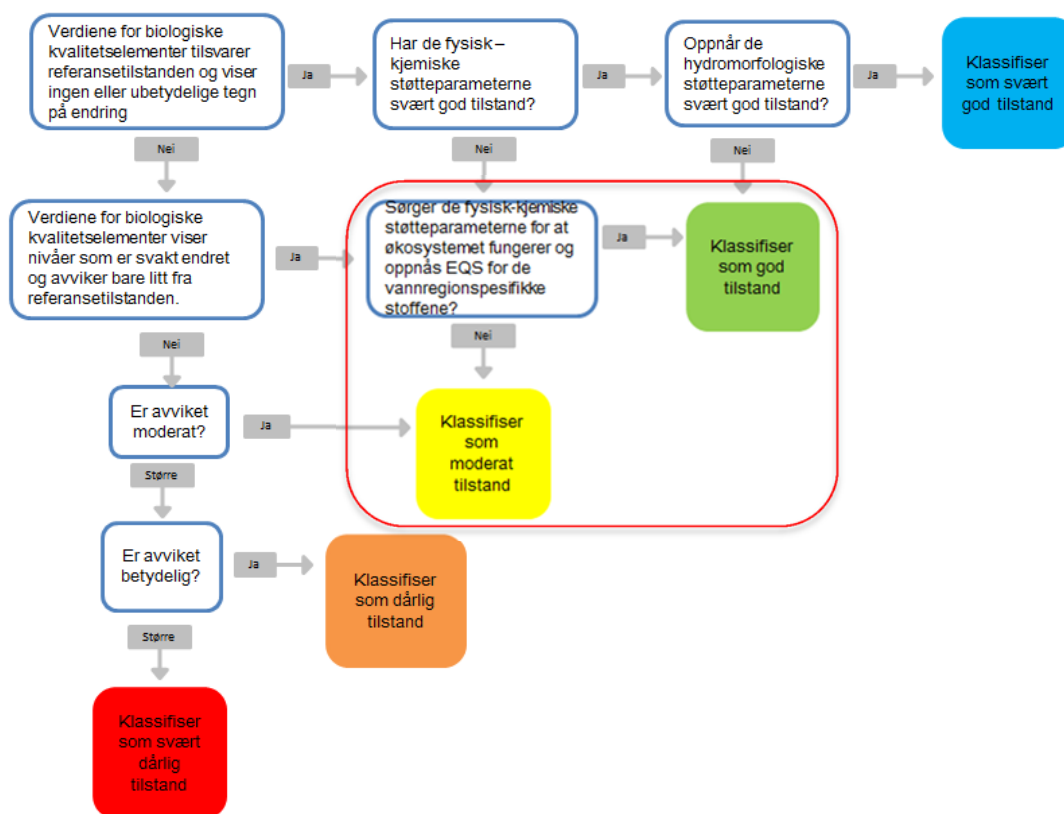 Verdiene for biologiske
kvalitetselementer tilsvarer
referansetilstanden og viser
ingen eller ubetydelige tegn
på endring
Ja
Har de fysisk –
kjemiske
støtteparameterne
svært god tilstand?
Ja
Oppnår de
hydromorfologiske
støtteparameterne
svært god tilstand?
Ja
Klassifiser
som svært
god tilstand
Nei
Nei
Nei
Verdiene for biologiske
kvalitetselementer viser
nivåer som er svakt endret
og avviker bare litt fra
referansetilstanden.
Ja
Sørger de fysisk-kjemiske
støtteparameterne for at
økosystemet fungerer og
oppnås EQS for de
vannregionspesifikke
stoffene?
Ja
Klassifiser
som god
tilstand
Nei
Nei
Er avviket
moderat?
Ja
Klassifiser
som
moderat
tilstand
Større
Er avviket
betydelig?
Ja
Klassifiser
som dårlig
tilstand
Større
Klassifiser
som svært
dårlig
tilstand